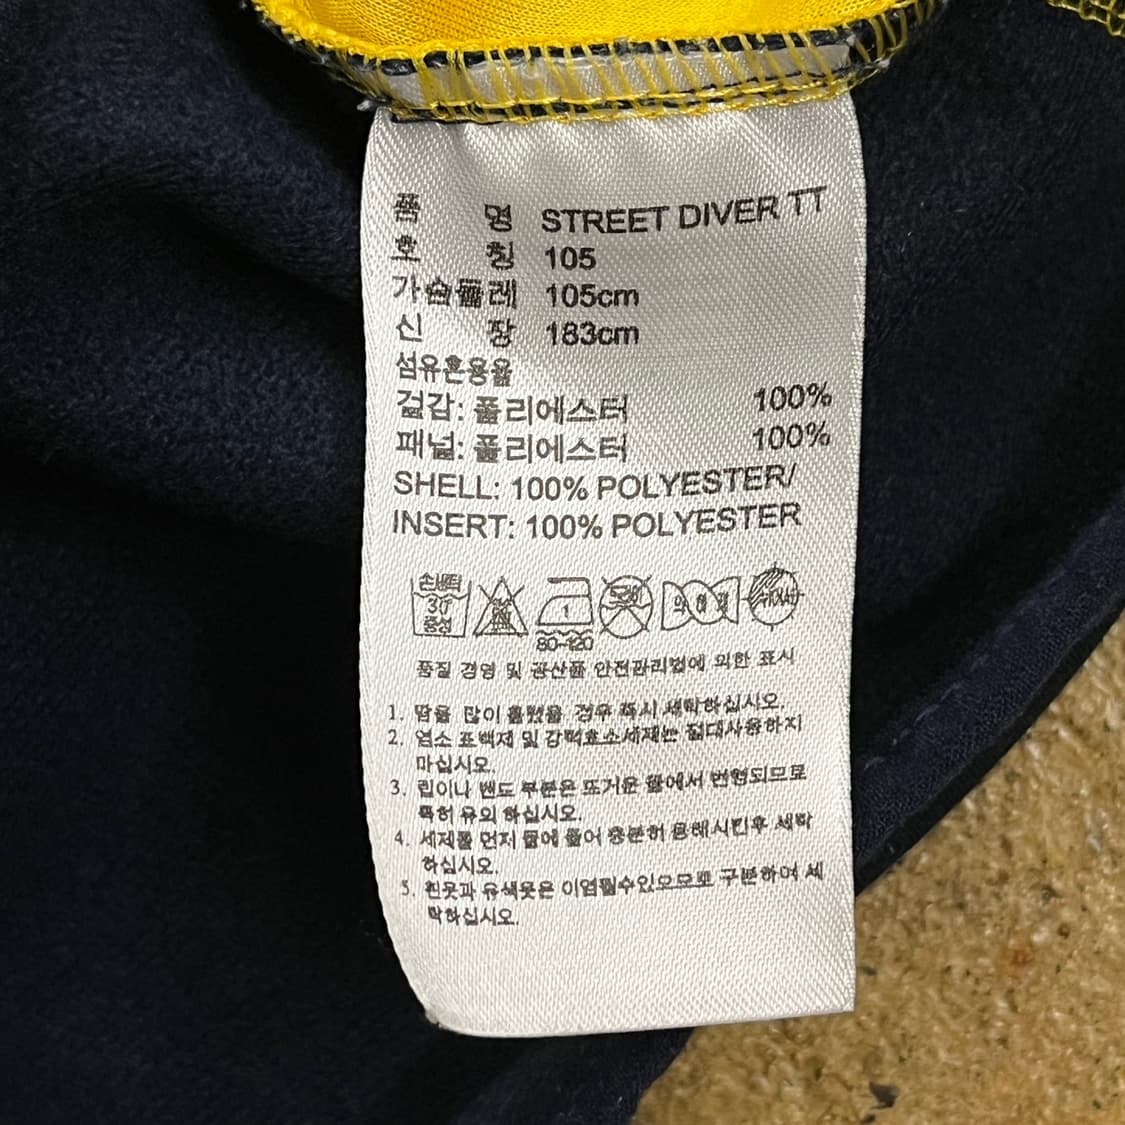 품 명 STREET DIVER TT
호 칭 105
가슴둘레 105cm
신 장 183cm
섬유혼용율
겉감: 폴리에스터 100%
패널: 폴리에스터 100%
SHELL: 100% POLYESTER/
INSERT: 100% POLYESTER
손세탁
30
중성
1
80~120
드라이
옷걸이
품질 경영 및 공산품 안전관리법에 의한 표시
1. 땀을 많이 흘렸을 경우 즉시 세탁하십시오.
2. 염소 표백제 및 강력효소세제는 절대사용하지
마십시오.
3. 립이나 밴드 부분은 뜨거운 물에서 변형되므로
특히 유의 하십시오.
4. 세제를 먼저 물에 풀어 충분히 용해시킨후 세탁
하십시오.
5. 흰옷과 유색옷은 이염될수있으므로 구분하여 세
탁하십시오.